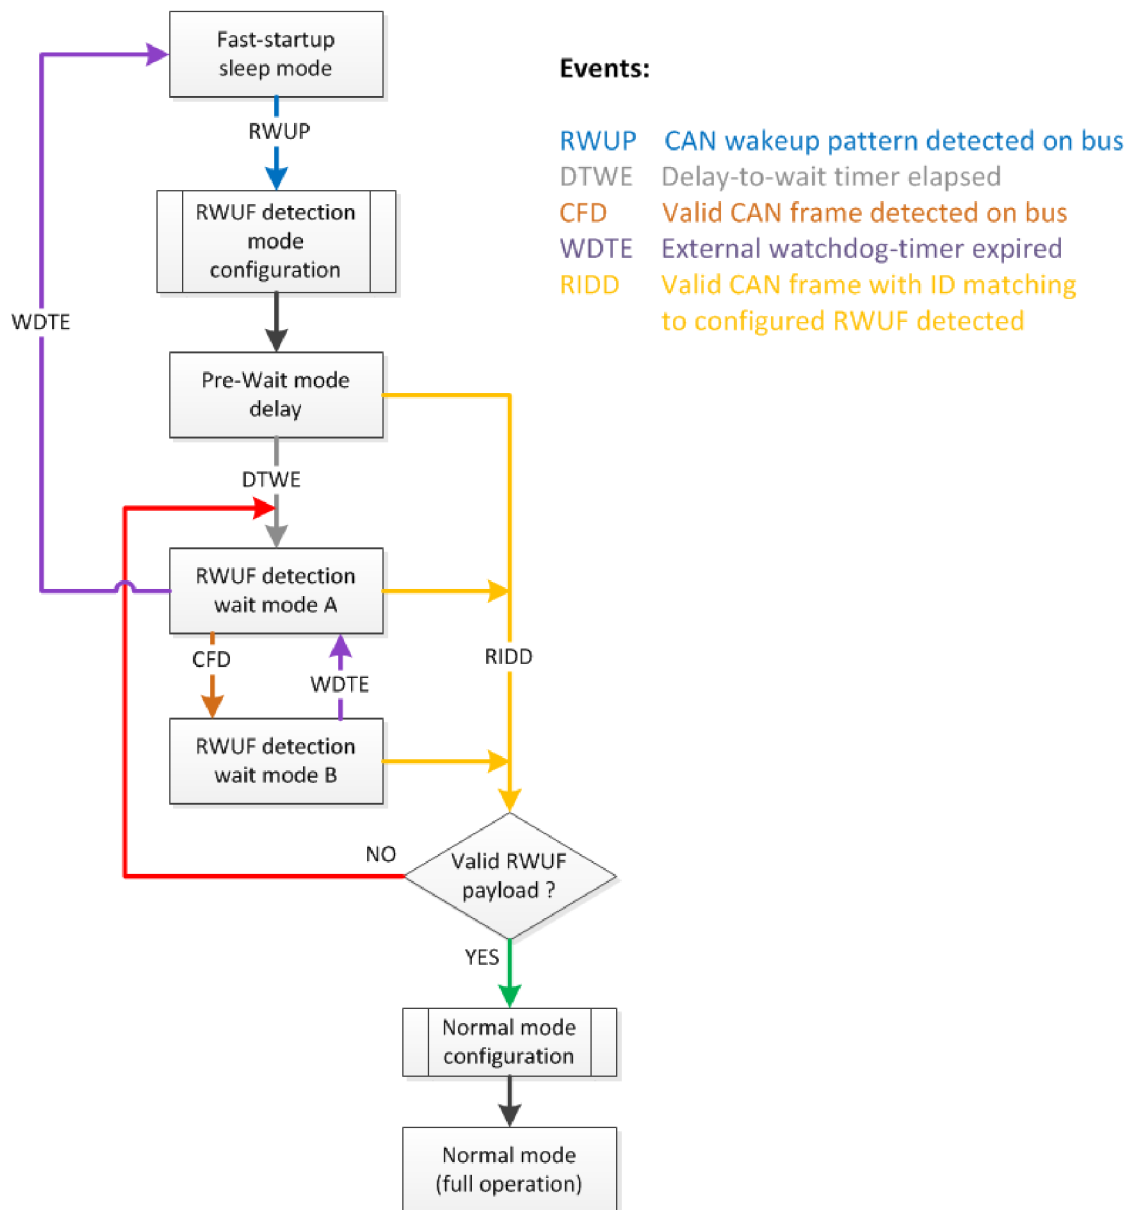 Fast-startup
sleep mode
Events:
RWUP
RWUP CAN wakeup pattern detected on bus
DTWE Delay-to-wait timer elapsed
CFD Valid CAN frame detected on bus
WDTE External watchdog-timer expired
RIDD Valid CAN frame with ID matching
to configured RWUF detected
RWUF detection
mode
configuration
WDTE
Pre-Wait mode
delay
DTWE
RWUF detection
wait mode A
CFD
WDTE
RIDD
RWUF detection
wait mode B
NO
Valid RWUF
payload ?
YES
Normal mode
configuration
Normal mode
(full operation)